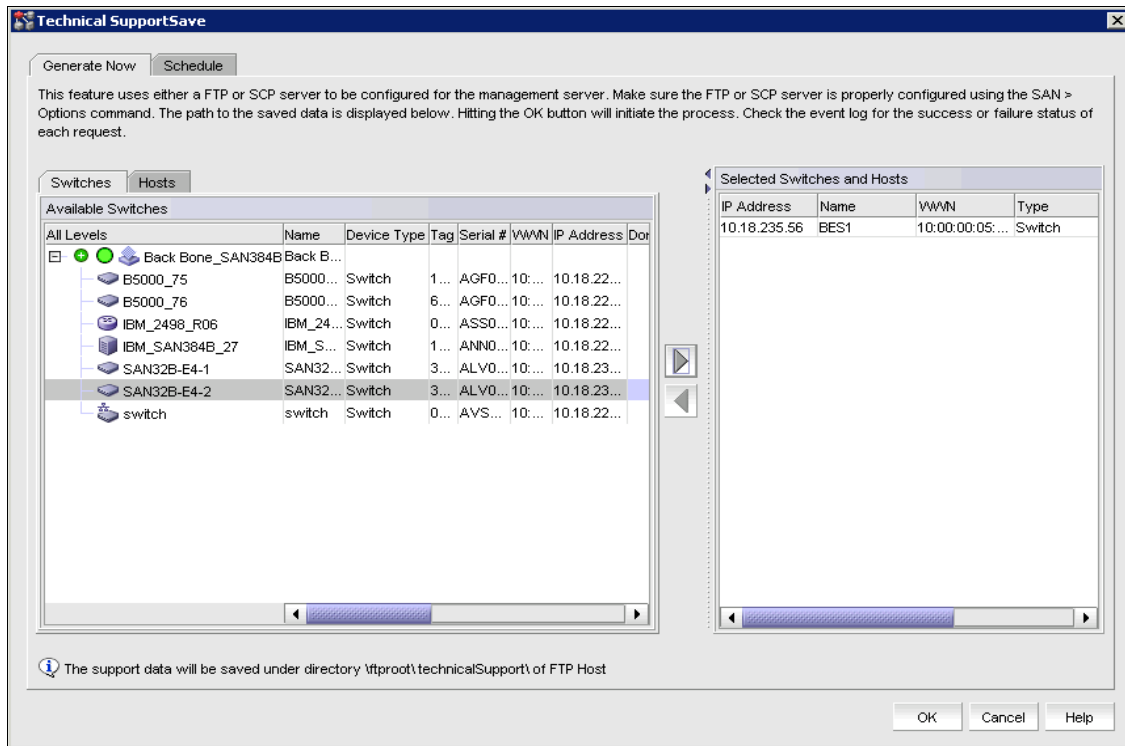 Technical SupportSave
Generate Now Schedule
This feature uses either a FTP or SCP server to be configured for the management server. Make sure the FTP or SCP server is properly configured using the SAN >
Options command. The path to the saved data is displayed below. Hitting the OK button will initiate the process. Check the event log for the success or failure status of
each request.
Switches Hosts
Available Switches
All Levels Name Device Type Tag Serial # WWN IP Address Dor
Back Bone_SAN384B Back B...
B5000_75 B5000... Switch 1... AGF0... 10:... 10.18.22...
B5000_76 B5000... Switch 6... AGF0... 10:... 10.18.22...
IBM_2498_R06 IBM_24... Switch 0... ASS0... 10:... 10.18.22...
IBM_SAN384B_27 IBM_S... Switch 1... ANN0... 10:... 10.18.22...
SAN32B-E4-1 SAN32... Switch 3... ALV0... 10:... 10.18.23...
SAN32B-E4-2 SAN32... Switch 3... ALV0... 10:... 10.18.23...
switch switch Switch 0... AVS... 10:... 10.18.22...
Selected Switches and Hosts
IP Address Name WWN Type
10.18.235.56 BES1 10:00:00:05:... Switch
The support data will be saved under directory \ftproot\technicalSupport\ of FTP Host
OK Cancel Help